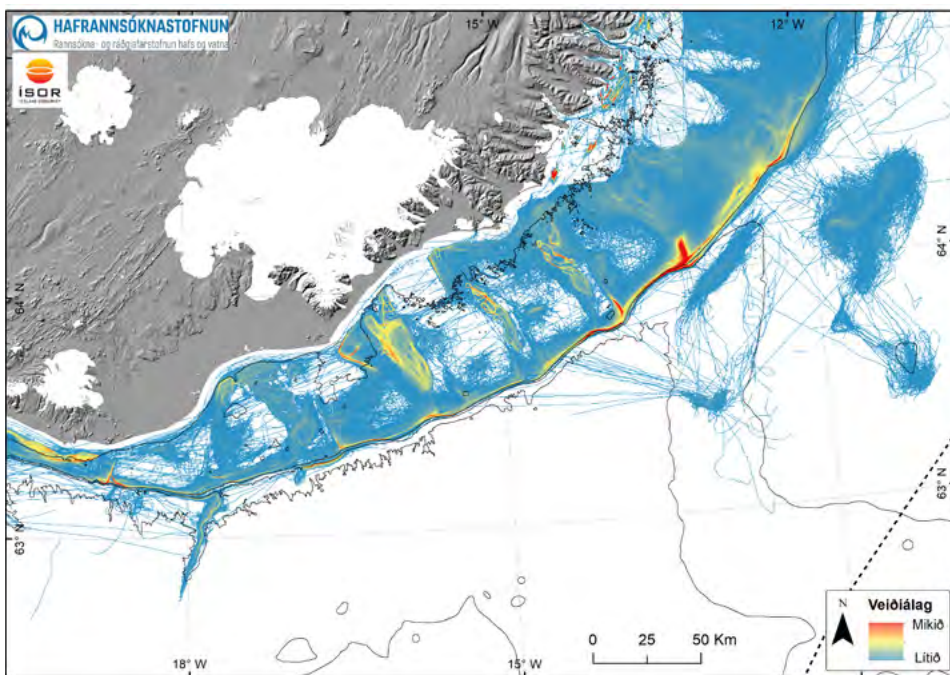 HAFRANNSÓKNASTOFNUN
Rannsókna- og ráðgjafarstofnun hafs og vatna
ÍSOR
ICELAND GEOSURVEY
15° W
12° W
64° N
64° N
63° N
63° N
18° W
15° W
0 25 50 Km
N
Veiðiálag
Mikið
Lítið